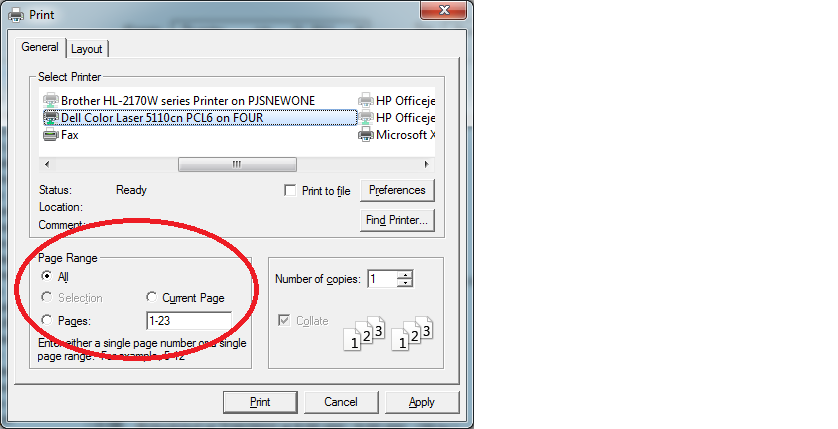 Print
General Layout
Select Printer
Brother HL-2170W series Printer on PJSNEWONE HP Officeje
Dell Color Laser 5110cn PCL6 on FOUR HP Officeje
Fax Microsoft X
Status: Ready Print to file Preferences
Location:
Comment: Find Printer...
Page Range
All Number of copies: 1
Selection Current Page
Pages: 1-23 Collate
1 2 3 1 2 3
Enter either a single page number or a single
page range. For example, 5-12
Print Cancel Apply